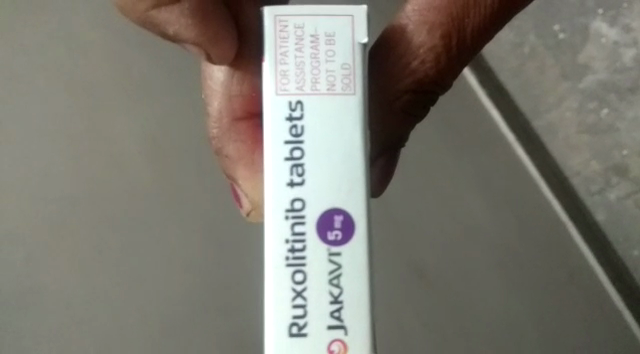 FOR PATIENT
ASSISTANCE
PROGRAM-
NOT TO BE
SOLD
Ruxolitinib tablets
JAKAVI 5 mg